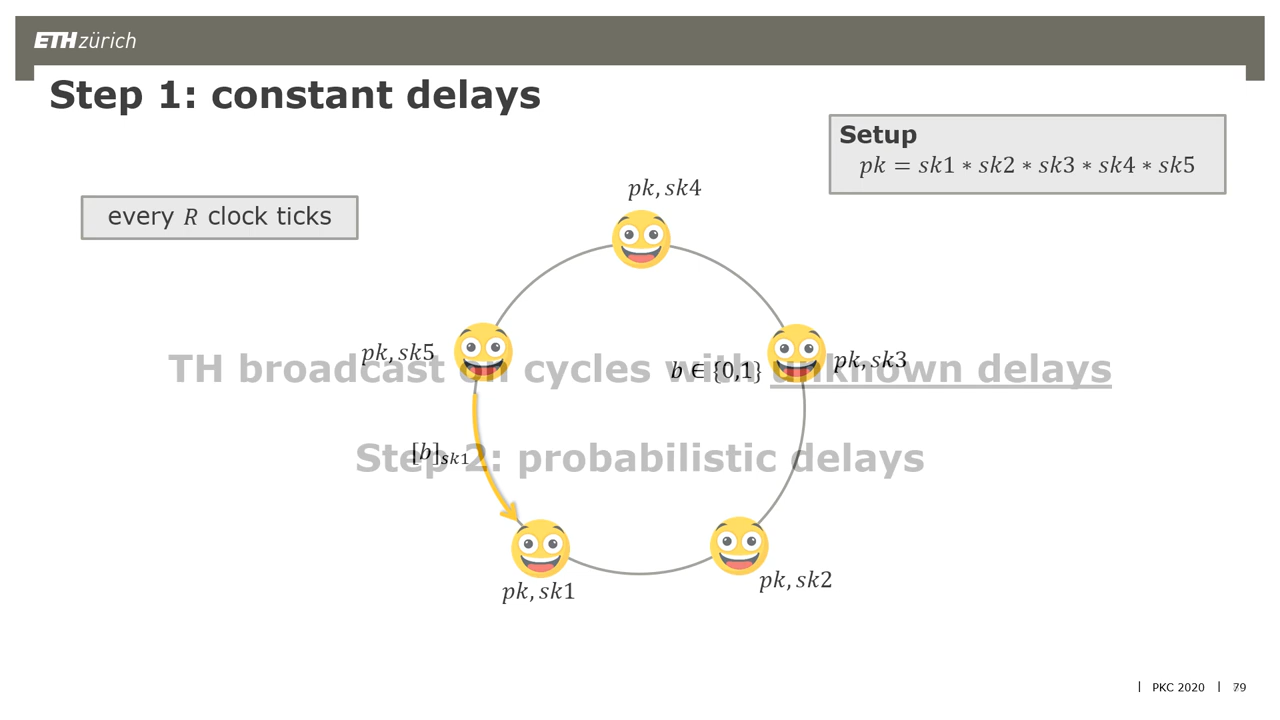 ETH zürich
Step 1: constant delays
Setup
pk = sk1 ∗ sk2 ∗ sk3 ∗ sk4 ∗ sk5
every R clock ticks
pk, sk4
pk, sk5
b ∈ {0,1}
pk, sk3
TH broadcast on cycles with unknown delays
[b]sk1
Step 2: probabilistic delays
pk, sk2
pk, sk1
| PKC 2020 | 79